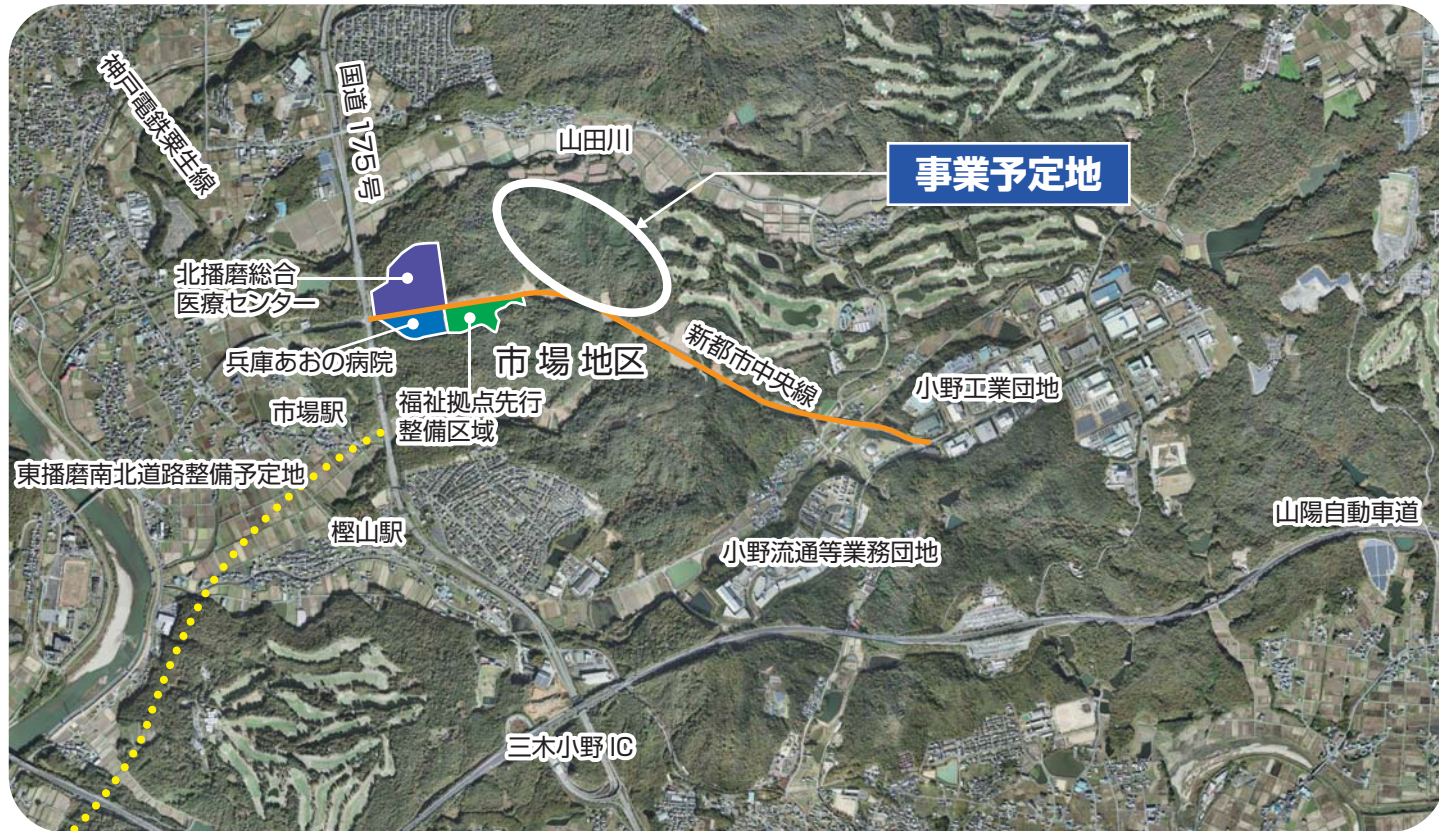 神戸電鉄粟生線
国道175号
山田川
事業予定地
北播磨総合
医療センター
兵庫あおの病院
市場地区
新都市中央線
小野工業団地
市場駅
福祉拠点先行
整備区域
東播磨南北道路整備予定地
樫山駅
小野流通等業務団地
山陽自動車道
三木小野IC